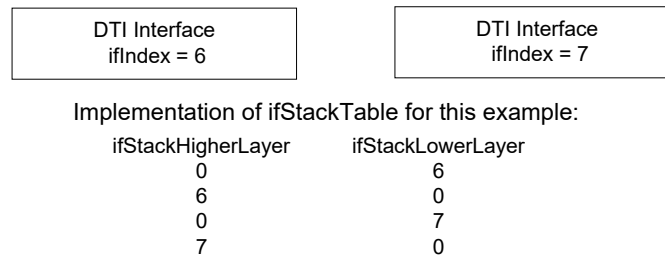 DTI Interface
ifIndex = 6
DTI Interface
ifIndex = 7
Implementation of ifStackTable for this example:
ifStackHigherLayer ifStackLowerLayer
0 6
6 0
0 7
7 0